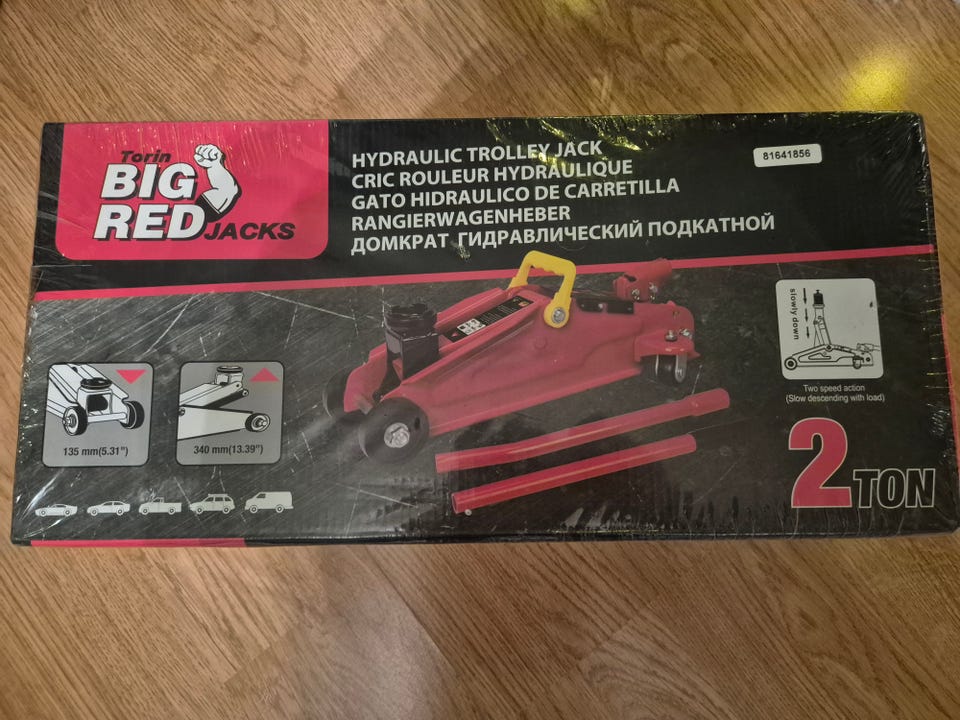 Torin
BIG
RED JACKS
HYDRAULIC TROLLEY JACK
CRIC ROULEUR HYDRAULIQUE
GATO HIDRAULICO DE CARRETILLA
RANGIERWAGENHEBER
ДОМКРАТ ГИДРАВЛИЧЕСКИЙ ПОДКАТНОЙ
81641856
slowly down
Two speed action
(Slow descending with load)
135 mm(5.31")
340 mm(13.39")
2 TON